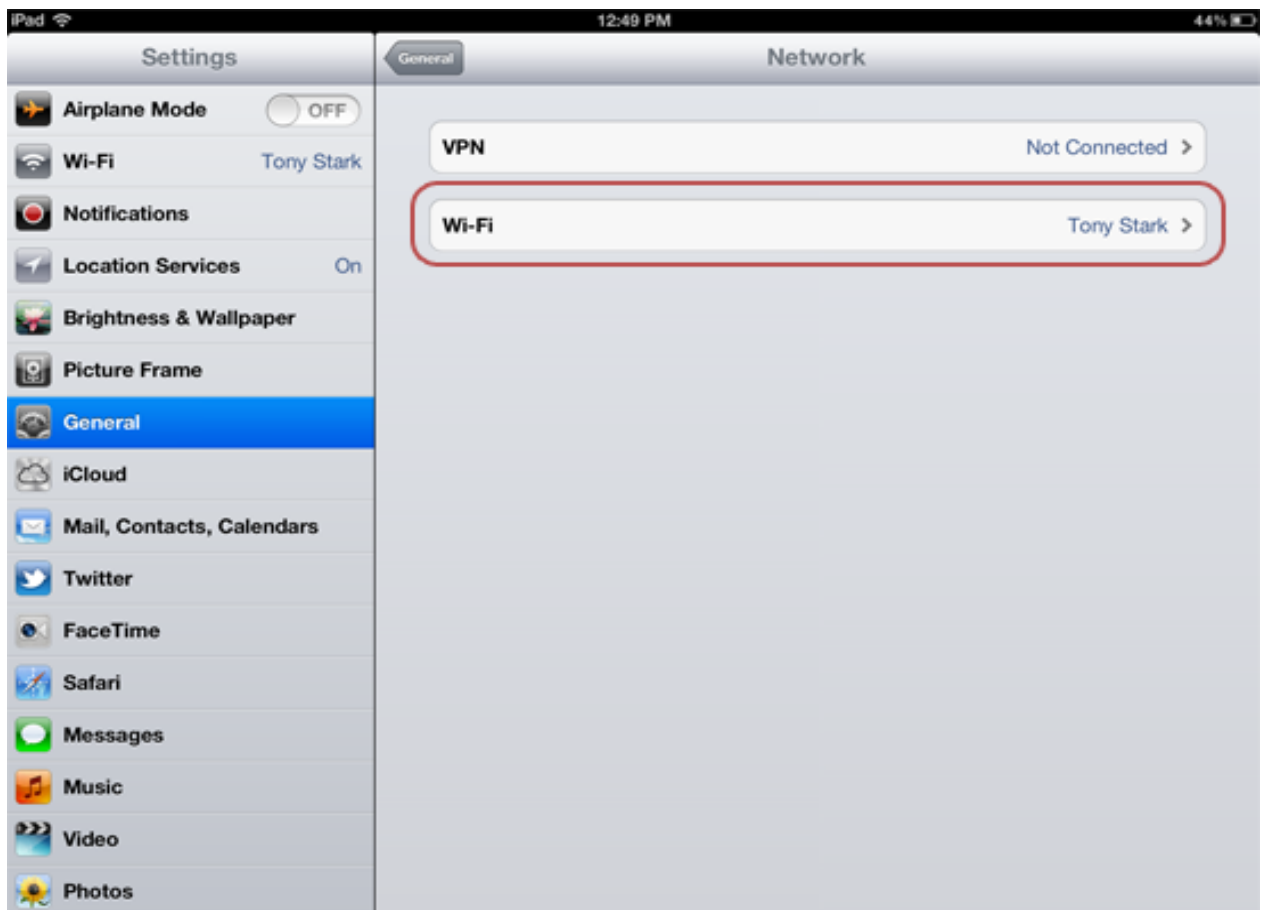 iPad 12:49 PM 44%
Settings
Airplane Mode OFF
Wi-Fi Tony Stark
Notifications
Location Services On
Brightness & Wallpaper
Picture Frame
General
iCloud
Mail, Contacts, Calendars
Twitter
FaceTime
Safari
Messages
Music
Video
Photos
General Network
VPN Not Connected
Wi-Fi Tony Stark